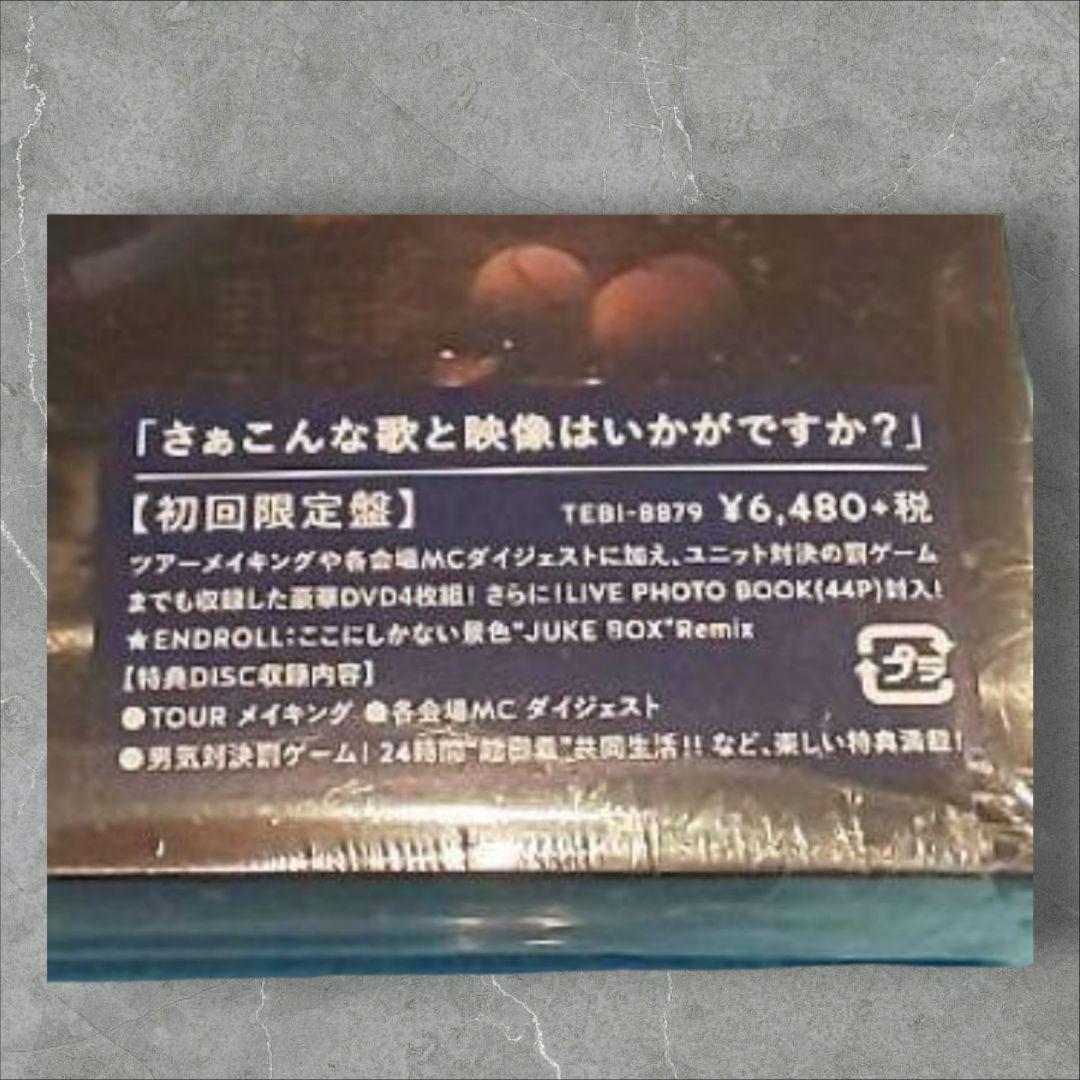 「さぁこんな歌と映像はいかがですか？」
【初回限定盤】 TEBI-8879 ¥6,480+税
ツアーメイキングや各会場MCダイジェストに加え、ユニット対決の罰ゲーム
までも収録した豪華DVD4枚組! さらに!LIVE PHOTO BOOK(44P)封入!
★ENDROLL:ここにしかない景色"JUKE BOX"Remix
プラ
【特典DISC収録内容】
●TOUR メイキング ●各会場MC ダイジェスト
●男気対決罰ゲーム! 24時間"超密着"共同生活!! など、楽しい特典満載!